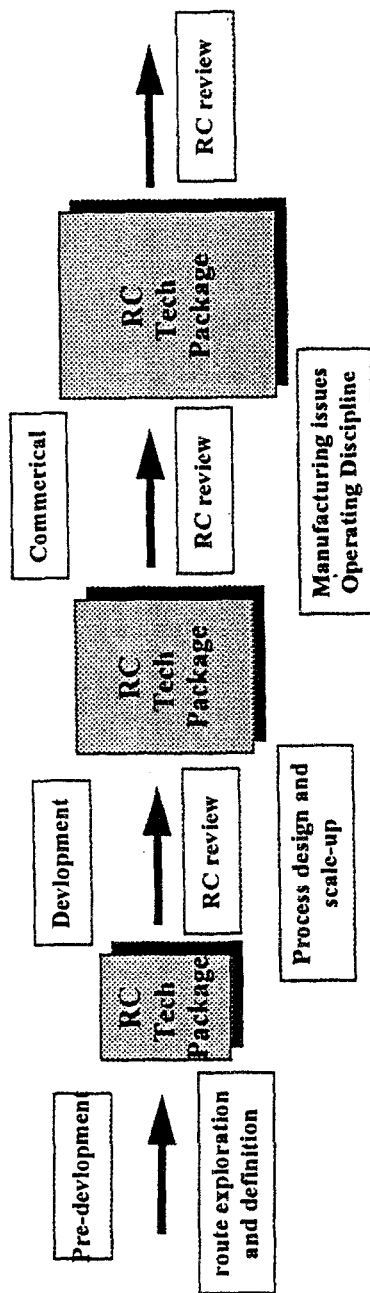 Pre-devlopment
route exploration
and definition
RC
Tech
Package
Devlopment
RC review
Process design and
scale-up
RC
Tech
Package
Commerical
RC review
Manufacturing issues
Operating Discipline
RC
Tech
Package
RC review